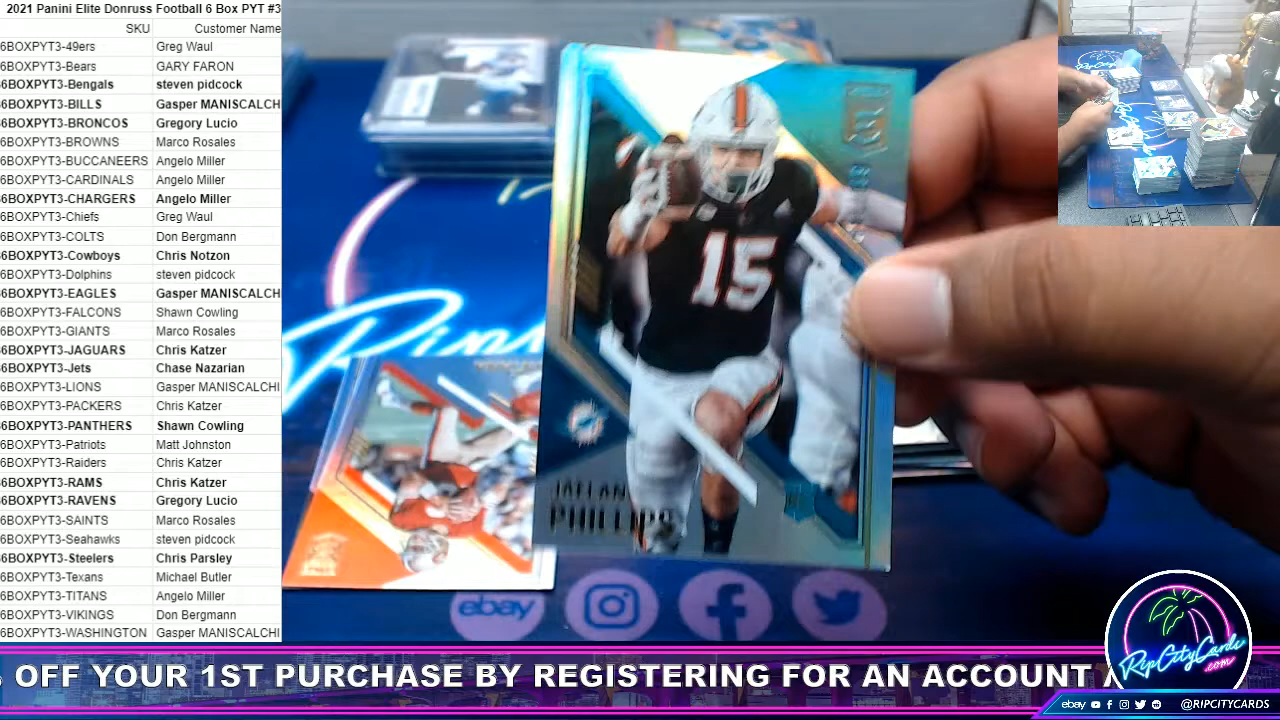 2021 Panini Elite Donruss Football 6 Box PYT #3
SKU Customer Name
6BOXPYT3-49ers Greg Waul
6BOXPYT3-Bears GARY FARON
6BOXPYT3-Bengals steven pidcock
6BOXPYT3-BILLS Gasper MANISCALCH
6BOXPYT3-BRONCOS Gregory Lucio
6BOXPYT3-BROWNS Marco Rosales
6BOXPYT3-BUCCANEERS Angelo Miller
6BOXPYT3-CARDINALS Angelo Miller
6BOXPYT3-CHARGERS Angelo Miller
6BOXPYT3-Chiefs Greg Waul
6BOXPYT3-COLTS Don Bergmann
6BOXPYT3-Cowboys Chris Notzon
6BOXPYT3-Dolphins steven pidcock
6BOXPYT3-EAGLES Gasper MANISCALCH
6BOXPYT3-FALCONS Shawn Cowling
6BOXPYT3-GIANTS Marco Rosales
6BOXPYT3-JAGUARS Chris Katzer
6BOXPYT3-Jets Chase Nazarian
6BOXPYT3-LIONS Gasper MANISCALCHI
6BOXPYT3-PACKERS Chris Katzer
6BOXPYT3-PANTHERS Shawn Cowling
6BOXPYT3-Patriots Matt Johnston
6BOXPYT3-Raiders Chris Katzer
6BOXPYT3-RAMS Chris Katzer
6BOXPYT3-RAVENS Gregory Lucio
6BOXPYT3-SAINTS Marco Rosales
6BOXPYT3-Seahawks steven pidcock
6BOXPYT3-Steelers Chris Parsley
6BOXPYT3-Texans Michael Butler
6BOXPYT3-TITANS Angelo Miller
6BOXPYT3-VIKINGS Don Bergmann
6BOXPYT3-WASHINGTON Gasper MANISCALCHI
15
JAELAN
PHILLIPS
ebay
OFF YOUR 1ST PURCHASE BY REGISTERING FOR AN ACCOUNT
RipCityCards
.com
ebay @RIPCITYCARDS